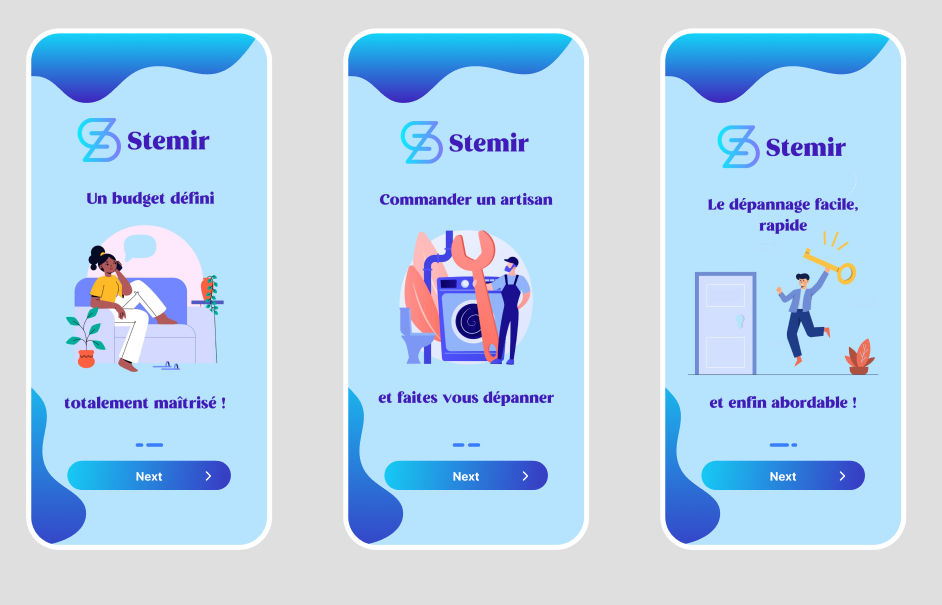 Stemir
Un budget défini
totalement maîtrisé !
Next
Stemir
Commander un artisan
et faites vous dépanner
Next
Stemir
Le dépannage facile,
rapide
et enfin abordable !
Next